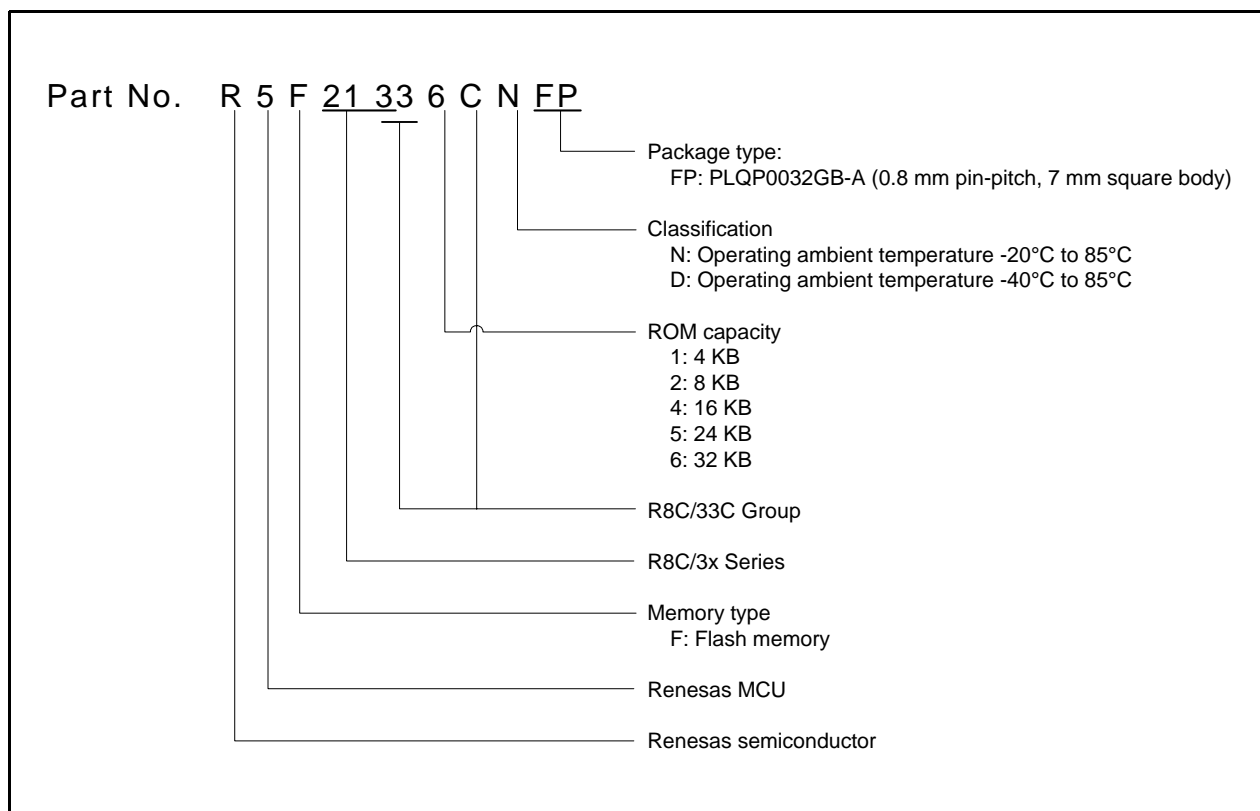 Part No. R 5 F 21 33 6 C N FP
Package type:
FP: PLQP0032GB-A (0.8 mm pin-pitch, 7 mm square body)
Classification
N: Operating ambient temperature -20°C to 85°C
D: Operating ambient temperature -40°C to 85°C
ROM capacity
1: 4 KB
2: 8 KB
4: 16 KB
5: 24 KB
6: 32 KB
R8C/33C Group
R8C/3x Series
Memory type
F: Flash memory
Renesas MCU
Renesas semiconductor